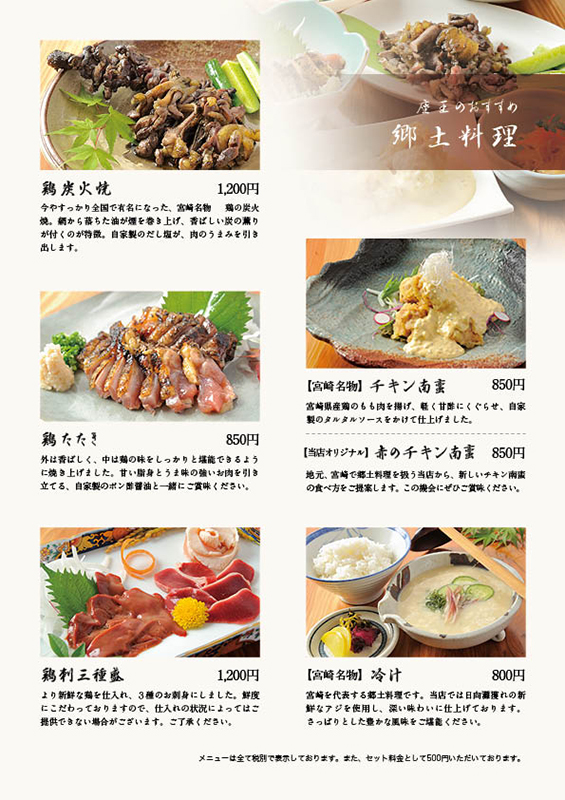 店主のおすすめ
郷土料理
鶏炭火焼 1,200円
今やすっかり全国で有名になった、宮崎名物 鶏の炭火
焼。網から落ちた油が煙を巻き上げ、香ばしい炭の薫り
が付くのが特徴。自家製のだし塩が、肉のうまみを引き
出します。
鶏たたき 850円
外は香ばしく、中は鶏の味をしっかりと堪能できるよう
に焼き上げました。甘い脂身とうま味の強いお肉を引き
立てる、自家製のポン酢醤油と一緒にご賞味ください。
鶏刺三種盛 1,200円
より新鮮な鶏を仕入れ、3種のお刺身にしました。鮮度
にこだわっておりますので、仕入れの状況によってはご
提供できない場合がございます。ご了承ください。
【宮崎名物】チキン南蛮 850円
宮崎県産鶏のもも肉を揚げ、軽く甘酢にくぐらせ、自家
製のタルタルソースをかけて仕上げました。
【当店オリジナル】赤のチキン南蛮 850円
地元、宮崎で郷土料理を扱う当店から、新しいチキン南蛮
の食べ方をご提案します。この機会にぜひご賞味ください。
【宮崎名物】冷汁 800円
宮崎を代表する郷土料理です。当店では日向灘獲れの新
鮮なアジを使用し、深い味わいに仕上げております。
さっぱりとした豊かな風味をご堪能ください。
メニューは全て税別で表示しております。また、セット料金として500円いただいております。